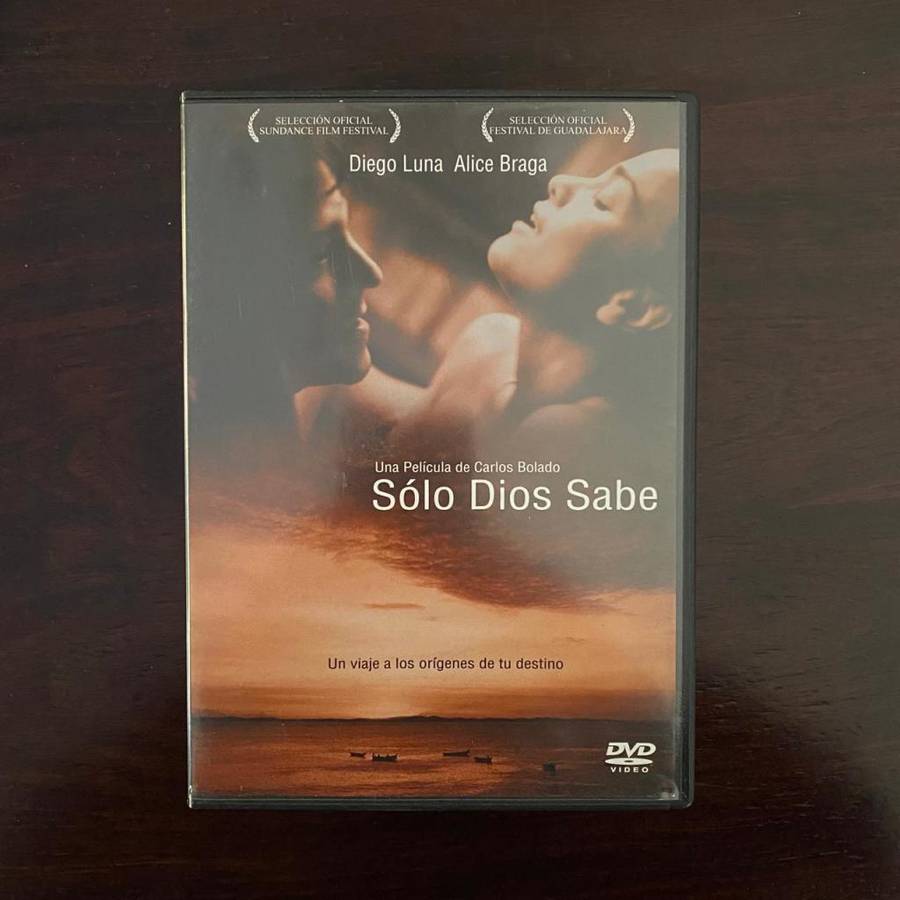 SELECCIÓN OFICIAL
SUNDANCE FILM FESTIVAL
SELECCIÓN OFICIAL
FESTIVAL DE GUADALAJARA
Diego Luna Alice Braga
Una Película de Carlos Bolado
Sólo Dios Sabe
Un viaje a los orígenes de tu destino
DVD
VIDEO